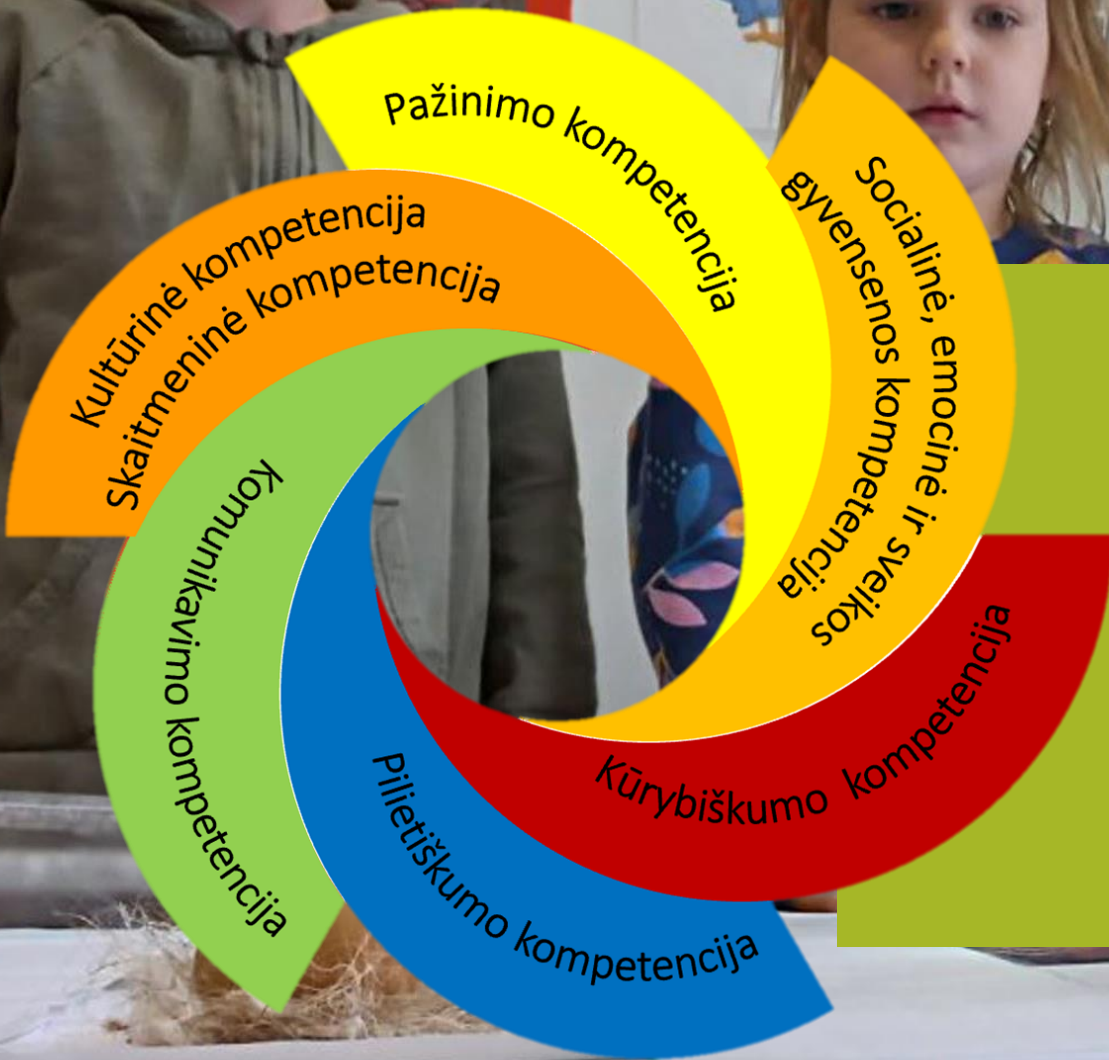 Pažinimo kompetencija
Socialinė, emocinė ir sveikos
gyvensenos kompetencija
Kūrybiškumo kompetencija
Pilietiškumo kompetencija
Komunikavimo kompetencija
Kultūrinė kompetencija
Skaitmeninė kompetencija